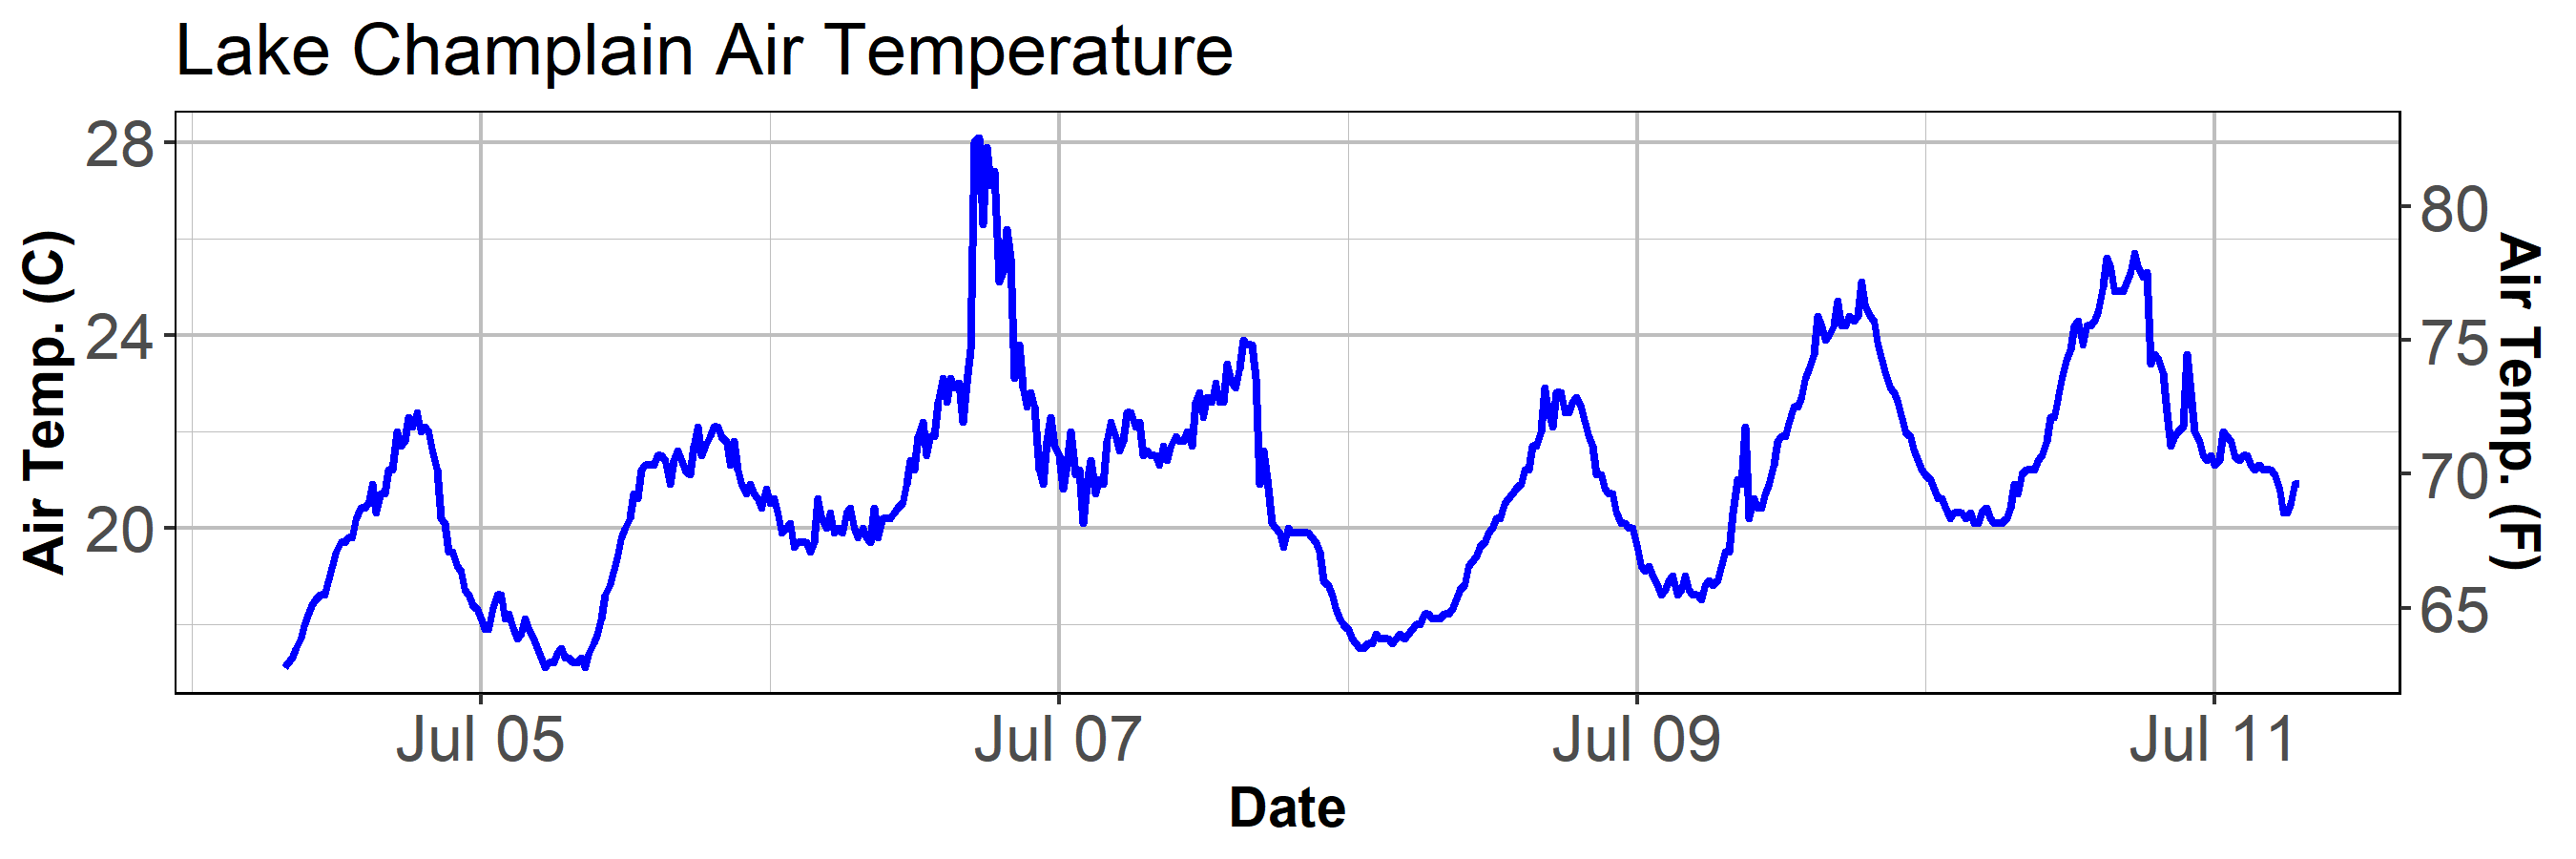 Lake Champlain Air Temperature
Air Temp. (C)
28
24
20
80
75
70
65
Air Temp. (F)
Jul 05
Jul 07
Jul 09
Jul 11
Date